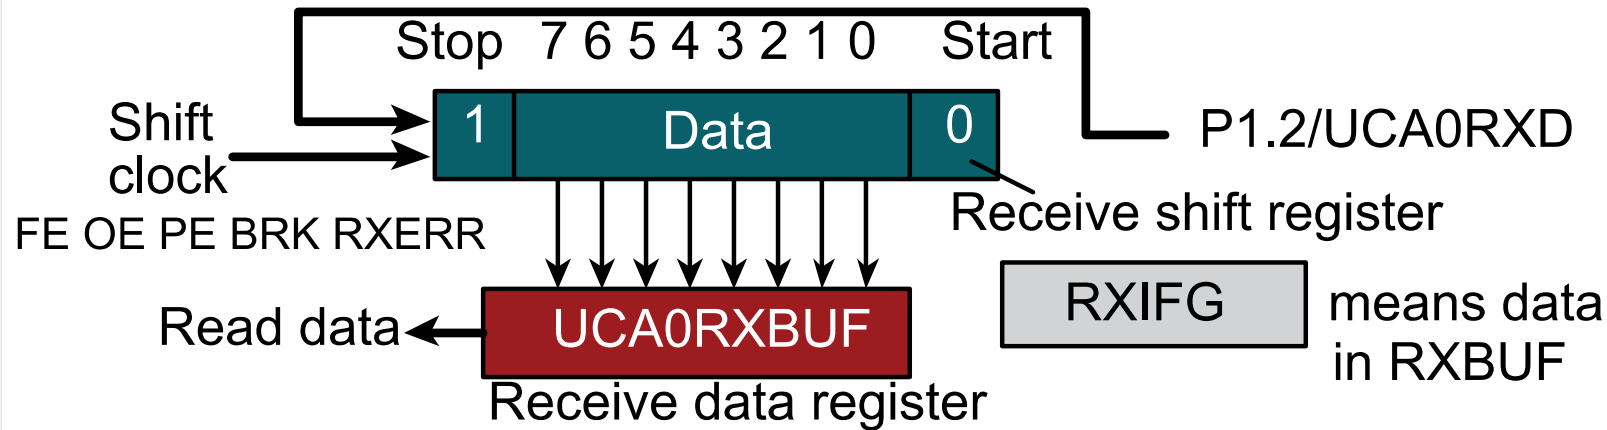 Stop 7 6 5 4 3 2 1 0 Start
Shift
clock
1 Data 0
P1.2/UCA0RXD
Receive shift register
FE OE PE BRK RXERR
Read data
UCA0RXBUF
RXIFG
means data
in RXBUF
Receive data register